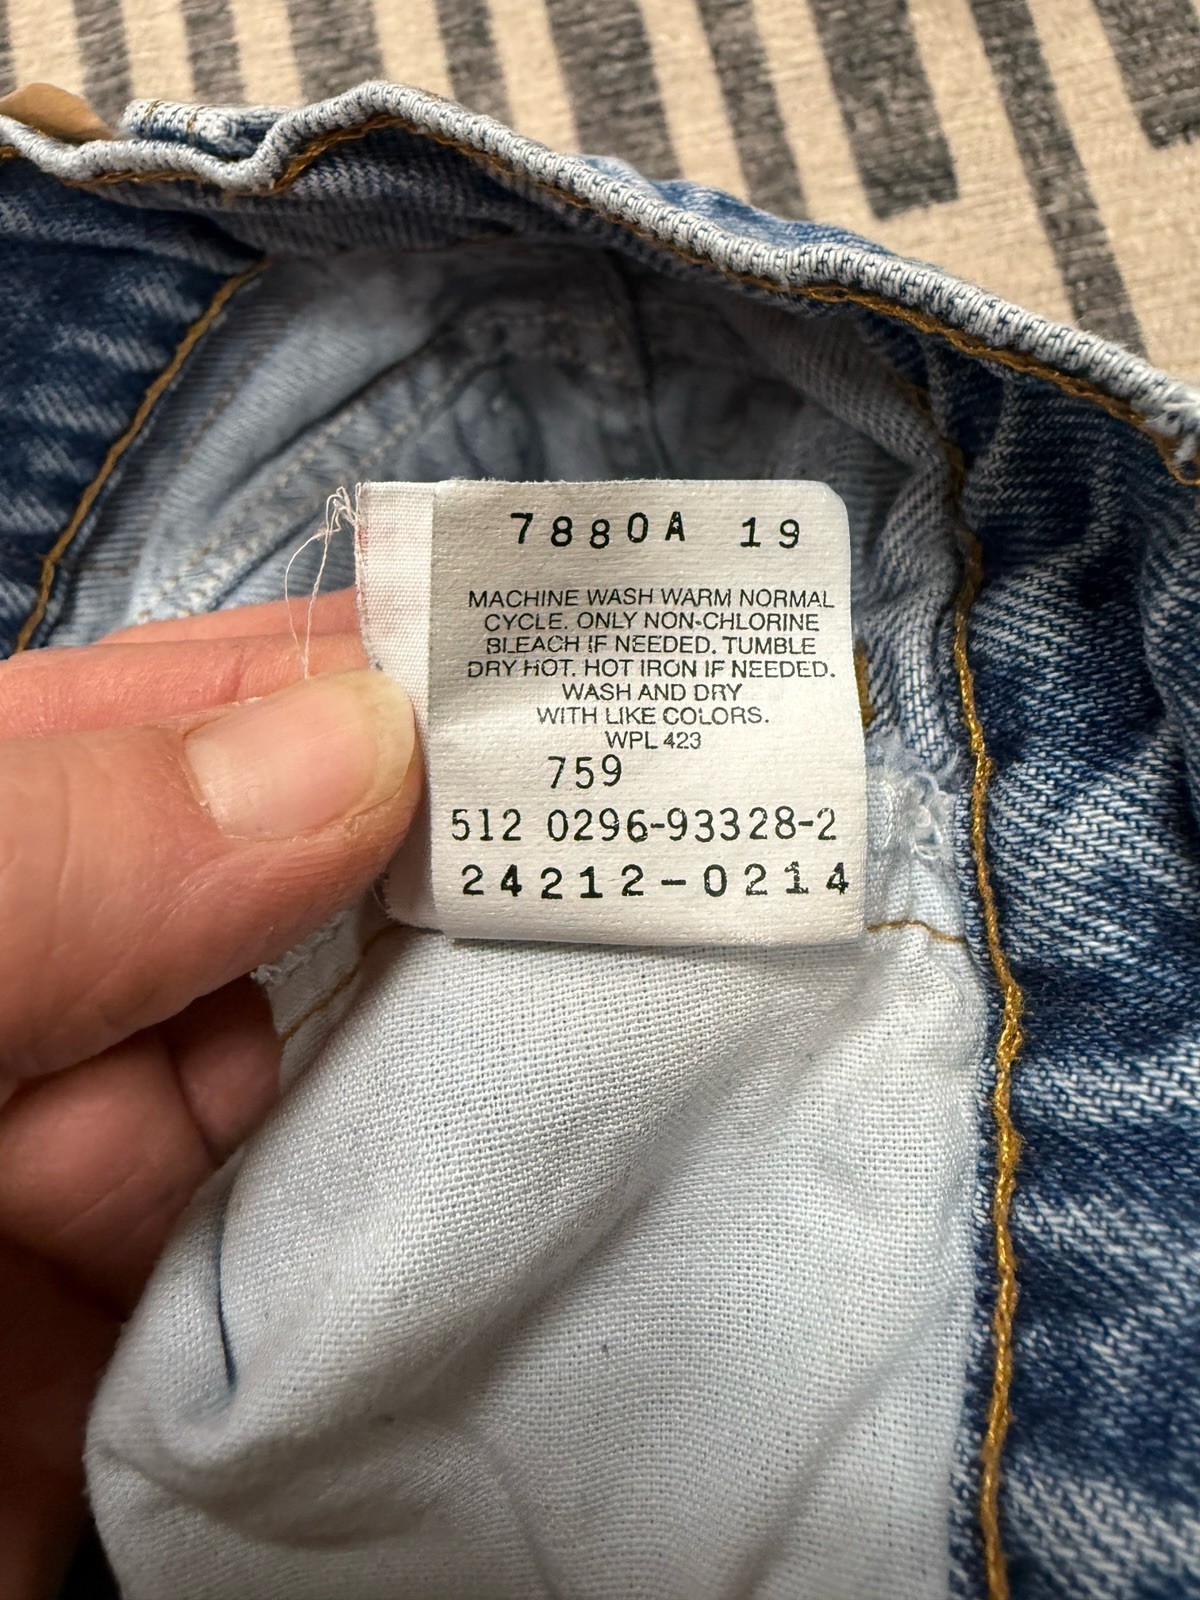 7880A 19
MACHINE WASH WARM NORMAL
CYCLE. ONLY NON-CHLORINE
BLEACH IF NEEDED. TUMBLE
DRY HOT. HOT IRON IF NEEDED.
WASH AND DRY
WITH LIKE COLORS.
WPL 423
759
512 0296-93328-2
24212-0214